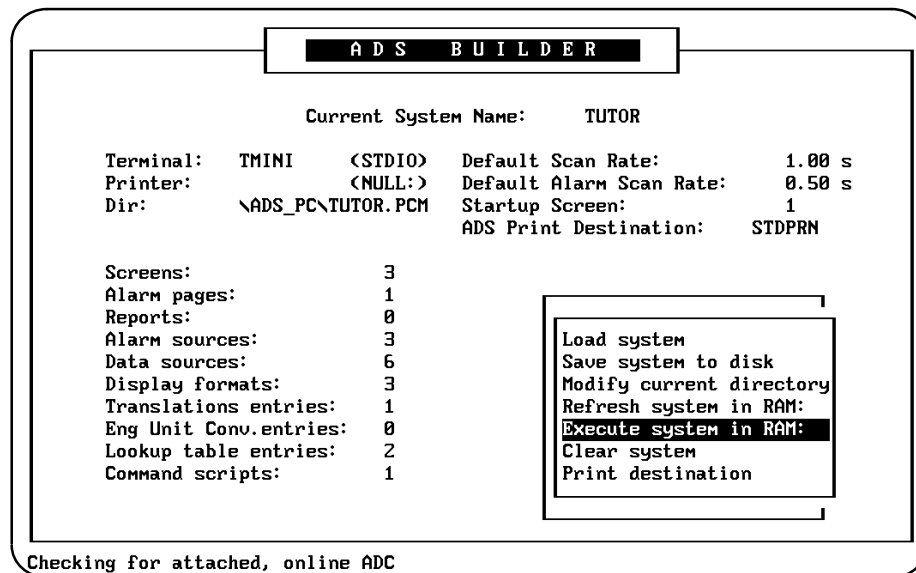 ADS BUILDER
Current System Name: TUTOR
Terminal: TMINI (STDIO) Default Scan Rate: 1.00 s
Printer: (NULL:) Default Alarm Scan Rate: 0.50 s
Dir: \ADS_PC\TUTOR.PCM Startup Screen: 1
ADS Print Destination: STDPRN
Screens: 3
Alarm pages: 1
Reports: 0
Alarm sources: 3
Data sources: 6
Display formats: 3
Translations entries: 1
Eng Unit Conv.entries: 0
Lookup table entries: 2
Command scripts: 1
Load system
Save system to disk
Modify current directory
Refresh system in RAM:
Execute system in RAM:
Clear system
Print destination
Checking for attached, online ADC